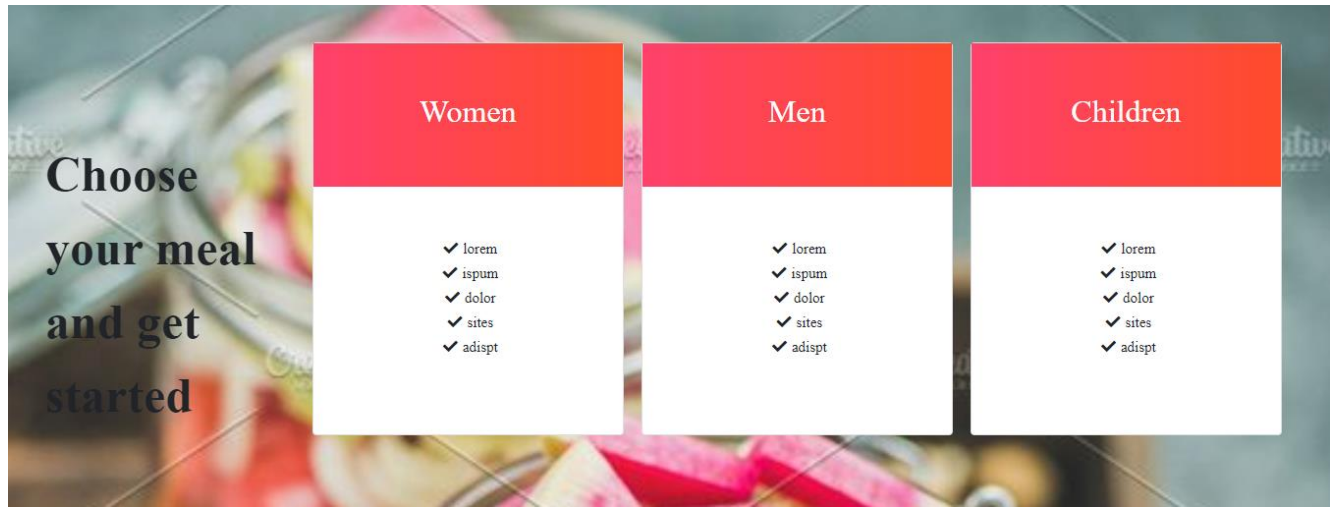 Choose
your meal
and get
started
Women
lorem
ispum
dolor
sites
adispt
Men
lorem
ispum
dolor
sites
adispt
Children
lorem
ispum
dolor
sites
adispt